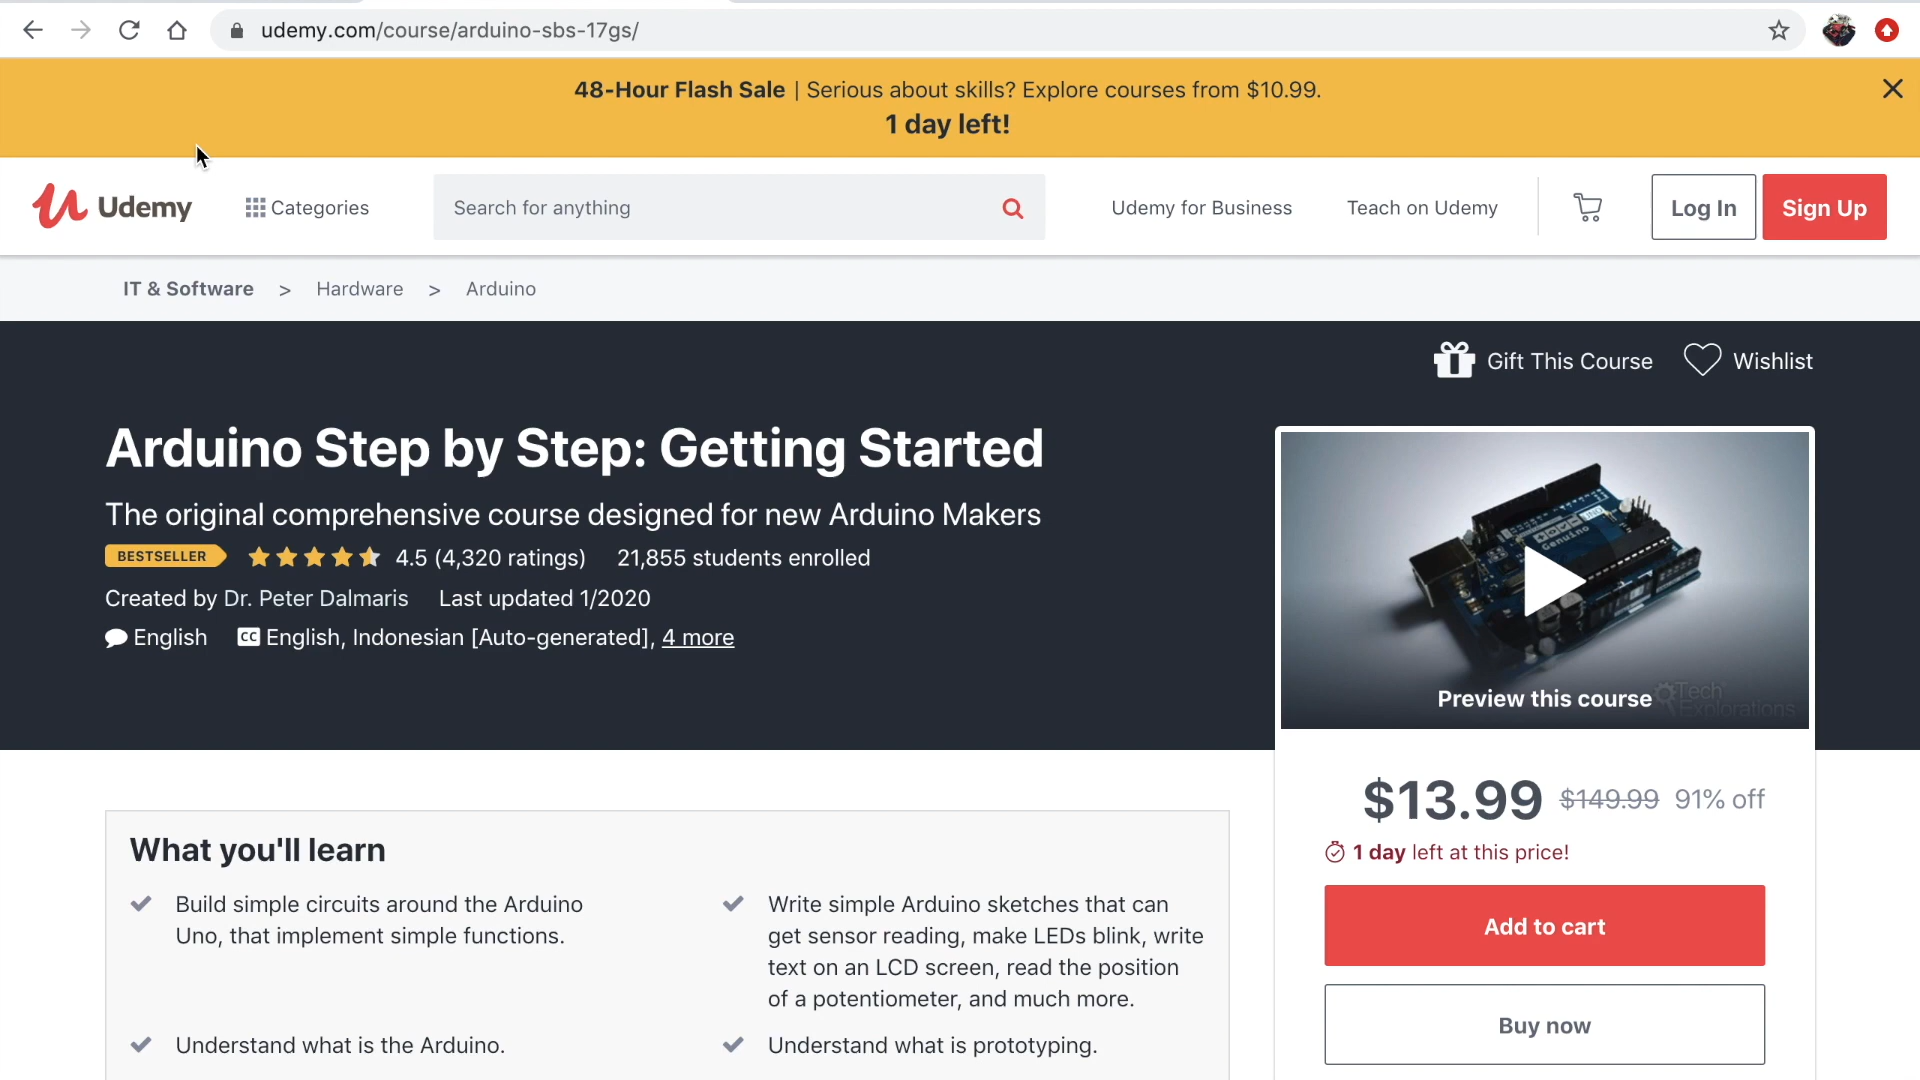 udemy.com/course/arduino-sbs-17gs/
48-Hour Flash Sale | Serious about skills? Explore courses from $10.99.
1 day left!
Udemy
Categories
Search for anything
Udemy for Business
Teach on Udemy
Log In
Sign Up
IT & Software > Hardware > Arduino
Gift This Course
Wishlist
Arduino Step by Step: Getting Started
The original comprehensive course designed for new Arduino Makers
BESTSELLER 4.5 (4,320 ratings) 21,855 students enrolled
Created by Dr. Peter Dalmaris Last updated 1/2020
English CC English, Indonesian [Auto-generated], 4 more
UNO
Genuino
Preview this course
Tech
Explorations
$13.99 $149.99 91% off
1 day left at this price!
Add to cart
Buy now
What you'll learn
Build simple circuits around the Arduino
Uno, that implement simple functions.
Write simple Arduino sketches that can
get sensor reading, make LEDs blink, write
text on an LCD screen, read the position
of a potentiometer, and much more.
Understand what is the Arduino.
Understand what is prototyping.